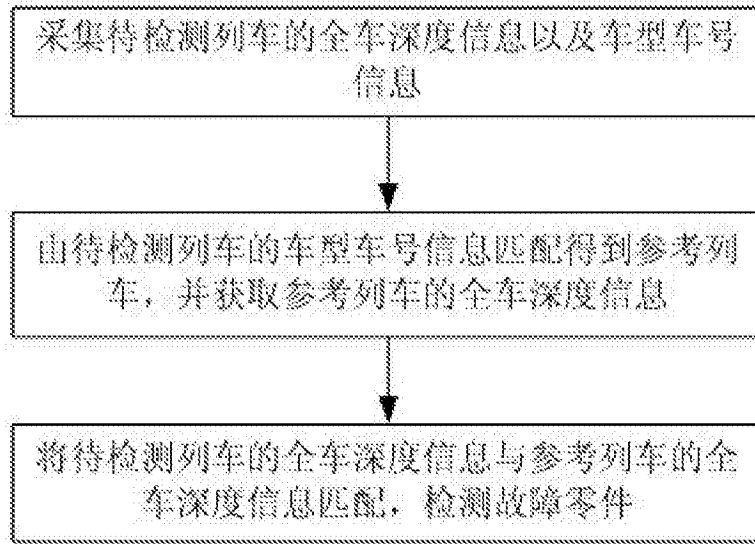 采集待检测列车的全车深度信息以及车型车号
信息
由待检测列车的车型车号信息匹配得到参考列
车，并获取参考列车的全车深度信息
将待检测列车的全车深度信息与参考列车的全
车深度信息匹配，检测故障零件